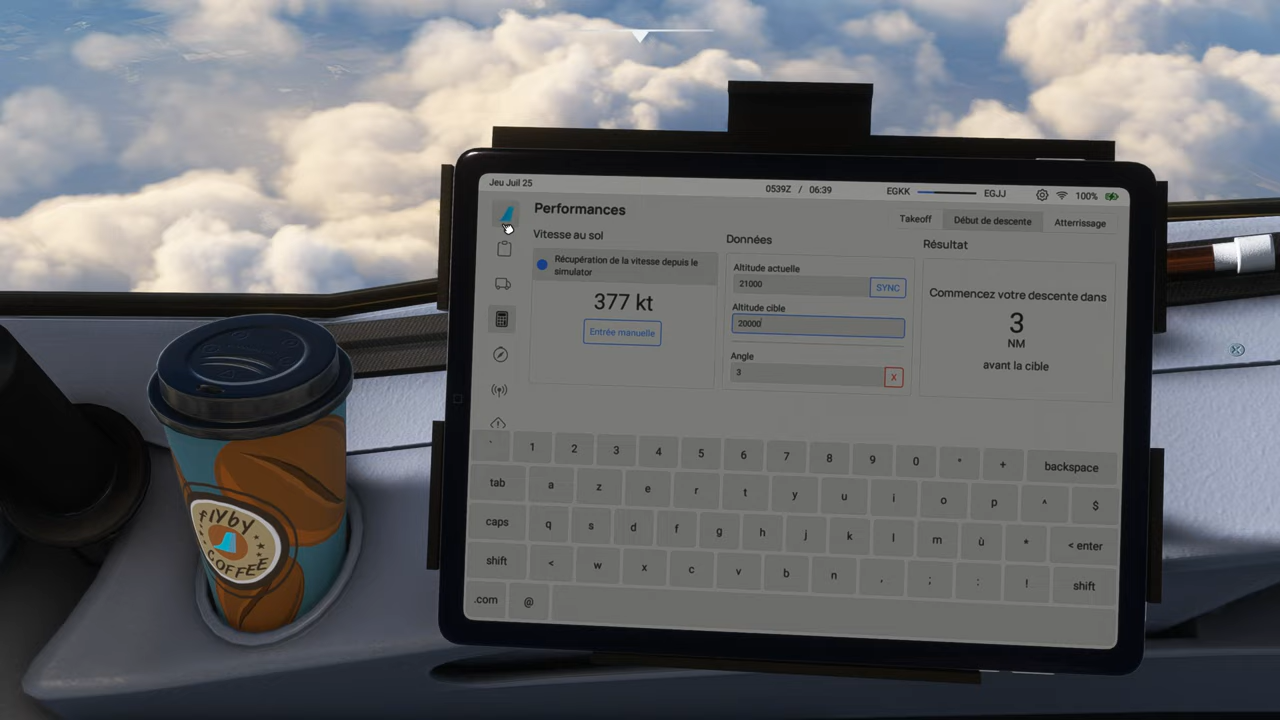 Jeu Juil 25
0539Z / 06:39
EGKK
EGJJ
100%
Performances
Takeoff
Début de descente
Atterrissage
Vitesse au sol
Récupération de la vitesse depuis le
simulator
377 kt
Entrée manuelle
Données
Altitude actuelle
21000
SYNC
Altitude cible
20000
Angle
3
X
Résultat
Commencez votre descente dans
3
NM
avant la cible
` 1 2 3 4 5 6 7 8 9 0 ° + backspace
tab a z e r t y u i o p ^ $
caps q s d f g h j k l m ù * < enter
shift < w x c v b n , ; : ! shift
.com @
flyby
COFFEE